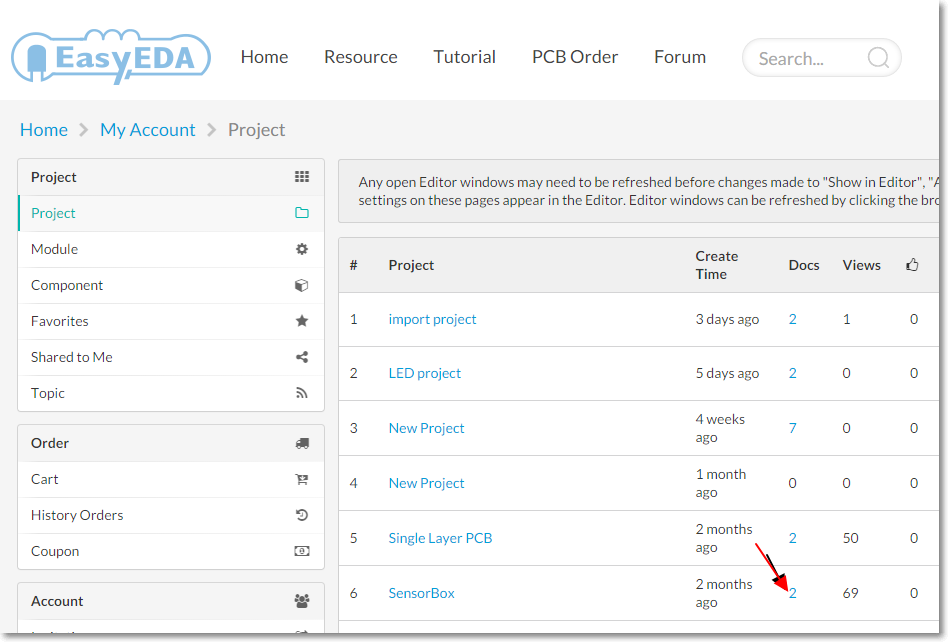 EasyEDA
Home Resource Tutorial PCB Order Forum Search...
Home My Account Project
Project
Project
Module
Component
Favorites
Shared to Me
Topic
Order
Cart
History Orders
Coupon
Account
Any open Editor windows may need to be refreshed before changes made to "Show in Editor", "A
settings on these pages appear in the Editor. Editor windows can be refreshed by clicking the bro
# Project Create Time Docs Views
1 import project 3 days ago 2 1 0
2 LED project 5 days ago 2 0 0
3 New Project 4 weeks ago 7 0 0
4 New Project 1 month ago 0 0 0
5 Single Layer PCB 2 months ago 2 50 0
6 SensorBox 2 months ago 2 69 0